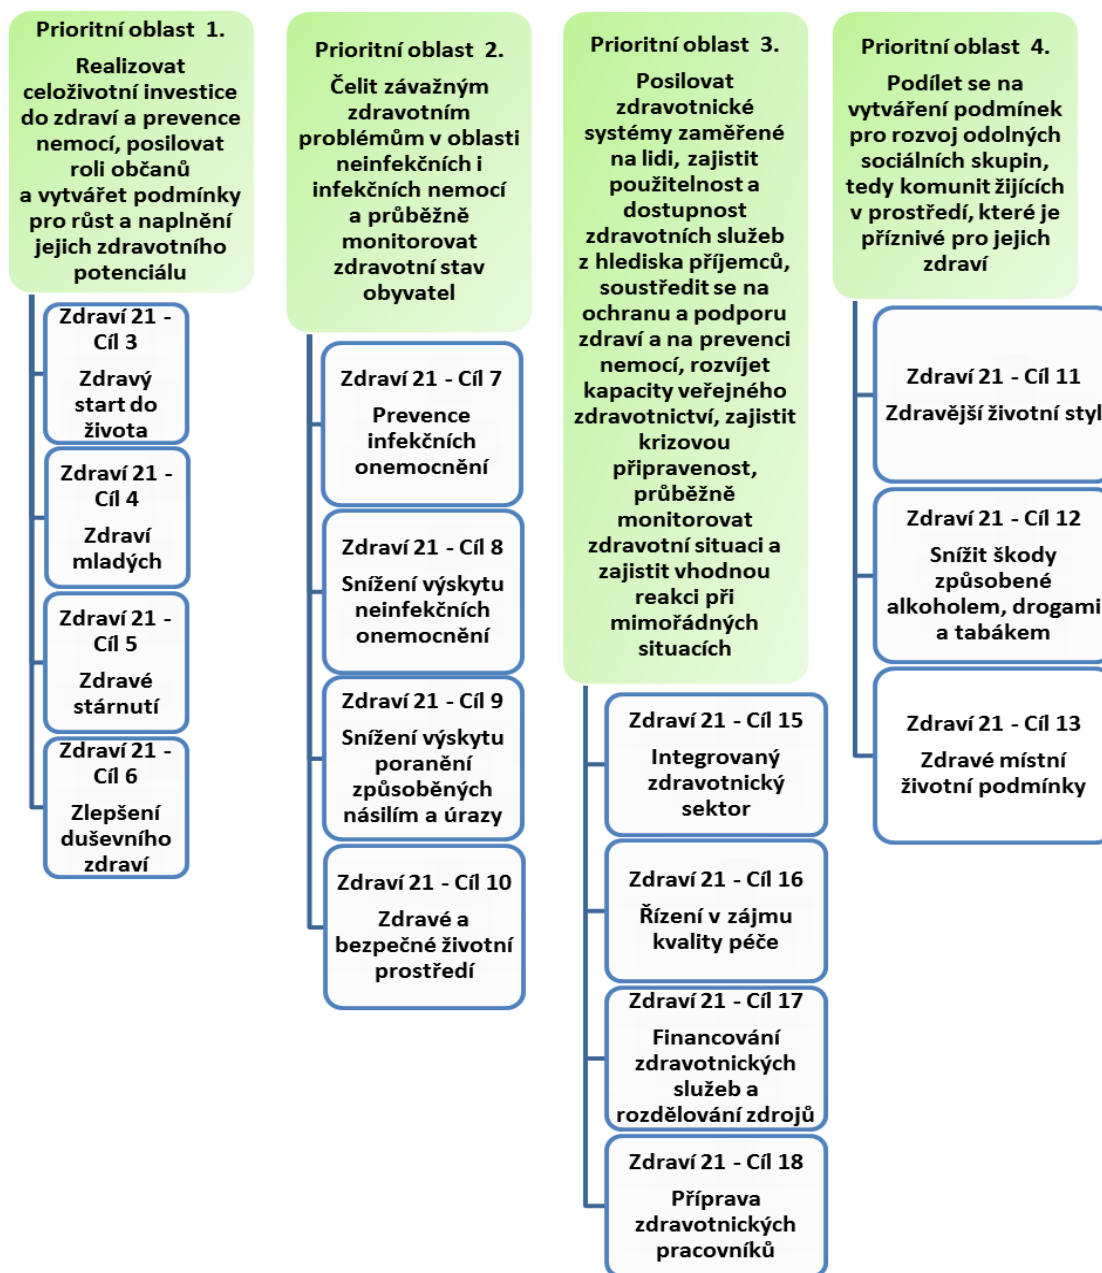 Prioritní oblast 1.
Realizovat
celoživotní investice
do zdraví a prevence
nemocí, posilovat
roli občanů
a vytvářet podmínky
pro růst a naplnění
jejich zdravotního
potenciálu
Zdraví 21 -
Cíl 3
Zdravý
start do
života
Zdraví 21 -
Cíl 4
Zdraví
mladých
Zdraví 21 -
Cíl 5
Zdravé
stárnutí
Zdraví 21 -
Cíl 6
Zlepšení
duševního
zdraví
Prioritní oblast 2.
Čelit závažným
zdravotním
problémům v oblasti
neinfekčních i
infekčních nemocí
a průběžně
monitorovat
zdravotní stav
obyvatel
Zdraví 21 - Cíl 7
Prevence
infekčních
onemocnění
Zdraví 21 - Cíl 8
Snížení výskytu
neinfekčních
onemocnění
Zdraví 21 - Cíl 9
Snížení výskytu
poranění
způsoběných
násilím a úrazy
Zdraví 21 - Cíl 10
Zdravé a
bezpečné životní
prostředí
Prioritní oblast 3.
Posilovat
zdravotnické
systémy zaměřené
na lidi, zajistit
použitelnost a
dostupnost
zdravotních služeb
z hlediska příjemců,
soustředit se na
ochranu a podporu
zdraví a na prevenci
nemocí, rozvíjet
kapacity veřejného
zdravotnictví, zajistit
krizovou
připravenost,
průběžně
monitorovat
zdravotní situaci a
zajistit vhodnou
reakci při
mimořádných
situacích
Zdraví 21 - Cíl 15
Integrovaný
zdravotnický
sektor
Zdraví 21 - Cíl 16
Řízení v zájmu
kvality péče
Zdraví 21 - Cíl 17
Financování
zdravotnických
služeb a
rozdělování zdrojů
Zdraví 21 - Cíl 18
Příprava
zdravotnických
pracovníků
Prioritní oblast 4.
Podílet se na
vytváření podmínek
pro rozvoj odolných
sociálních skupin,
tedy komunit žijících
v prostředí, které je
příznivé pro jejich
zdraví
Zdraví 21 - Cíl 11
Zdravější životní styl
Zdraví 21 - Cíl 12
Snížit škody
způsobené
alkoholem, drogami
a tabákem
Zdraví 21 - Cíl 13
Zdravé místní
životní podmínky